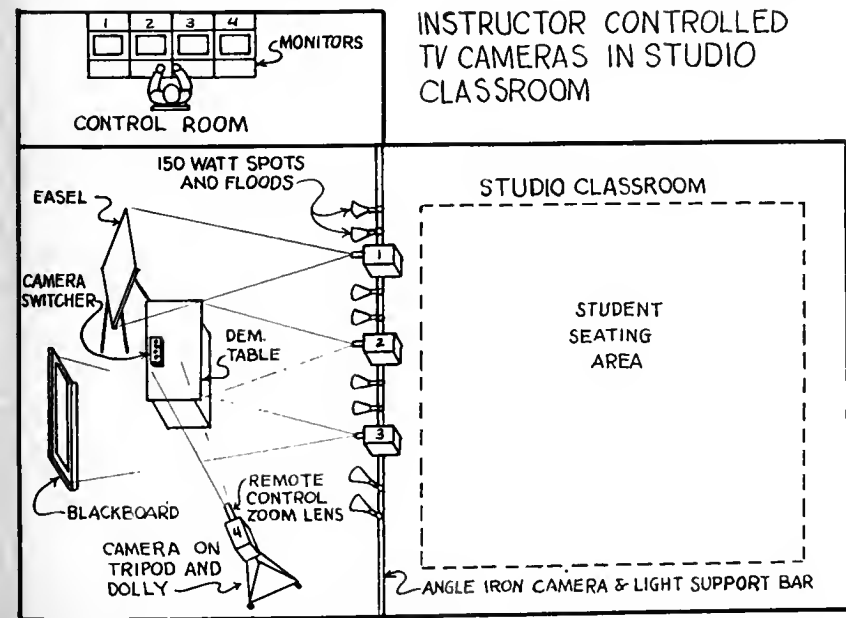 INSTRUCTOR CONTROLLED
TV CAMERAS IN STUDIO
CLASSROOM
1 2 3 4
MONITORS
CONTROL ROOM
150 WATT SPOTS
AND FLOODS
EASEL
STUDIO CLASSROOM
1
CAMERA
SWITCHER
STUDENT
SEATING
AREA
DEM.
TABLE
2
3
REMOTE
CONTROL
ZOOM LENS
BLACKBOARD
4
CAMERA ON
TRIPOD AND
DOLLY
ANGLE IRON CAMERA & LIGHT SUPPORT BAR